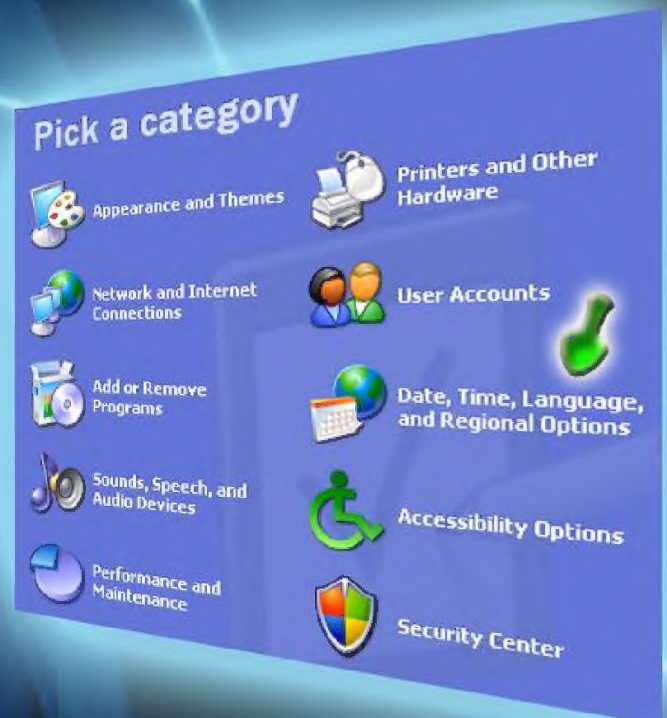 Pick a category
Appearance and Themes
Network and Internet
Connections
Add or Remove
Programs
Sounds, Speech, and
Audio Devices
Performance and
Maintenance
Printers and Other
Hardware
User Accounts
Date, Time, Language,
and Regional Options
Accessibility Options
Security Center